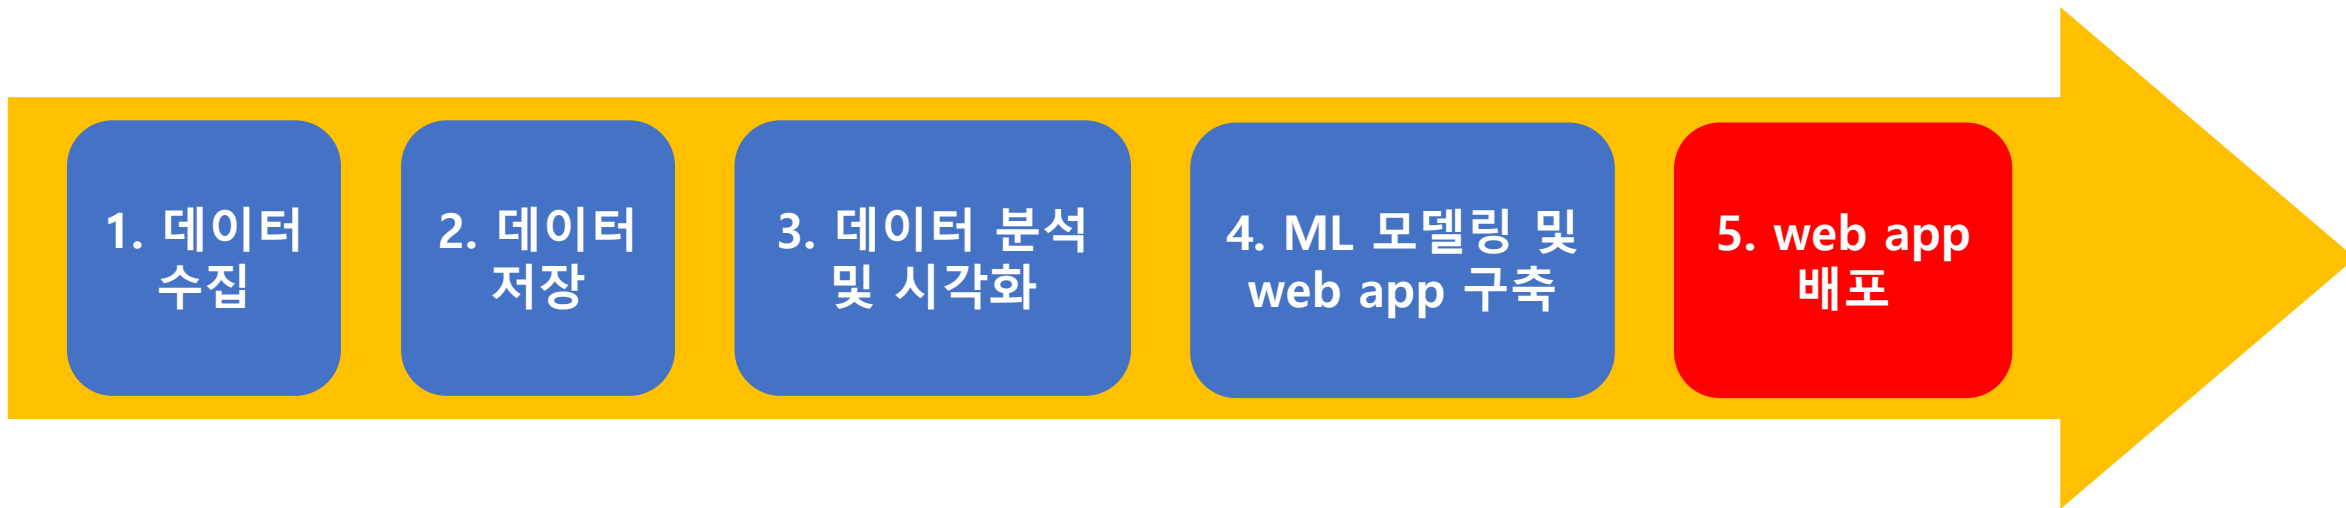 1. 데이터
수집
2. 데이터
저장
3. 데이터 분석
및 시각화
4. ML 모델링 및
web app 구축
5. web app
배포